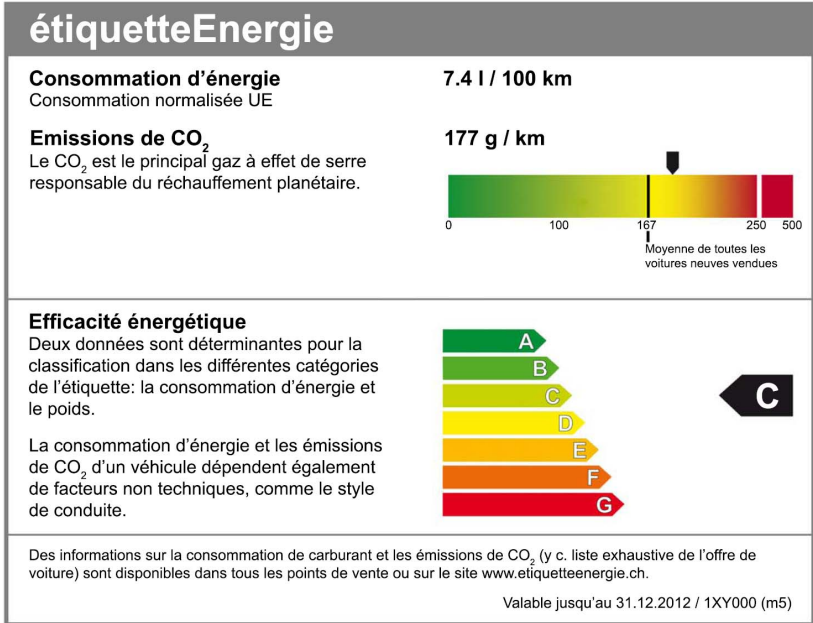 étiquetteEnergie
Consommation d’énergie
7.4 l / 100 km
Consommation normalisée UE
Emissions de CO2
177 g / km
Le CO2 est le principal gaz à effet de serre
responsable du réchauffement planétaire.
0 100 167 250 500
Moyenne de toutes les
voitures neuves vendues
Efficacité énergétique
Deux données sont déterminantes pour la
classification dans les différentes catégories
de l’étiquette: la consommation d’énergie et
le poids.
La consommation d’énergie et les émissions
de CO2 d’un véhicule dépendent également
de facteurs non techniques, comme le style
de conduite.
A
B
C
D
E
F
G
C
Des informations sur la consommation de carburant et les émissions de CO2 (y c. liste exhaustive de l’offre de
voiture) sont disponibles dans tous les points de vente ou sur le site www.etiquetteenergie.ch.
Valable jusqu’au 31.12.2012 / 1XY000 (m5)